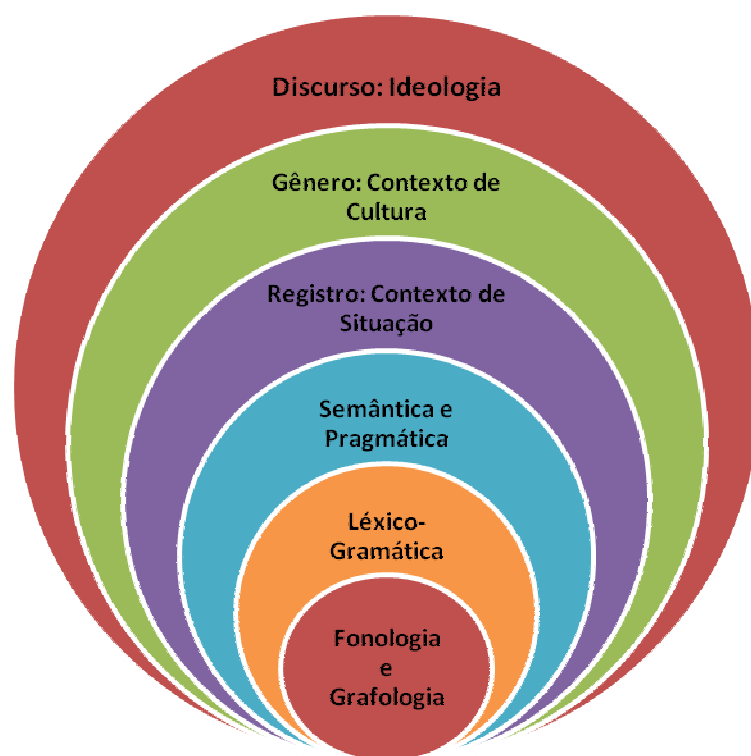 Discurso: Ideologia
Gênero: Contexto de
Cultura
Registro: Contexto de
Situação
Semântica e
Pragmática
Léxico-
Gramática
Fonologia
e
Grafologia